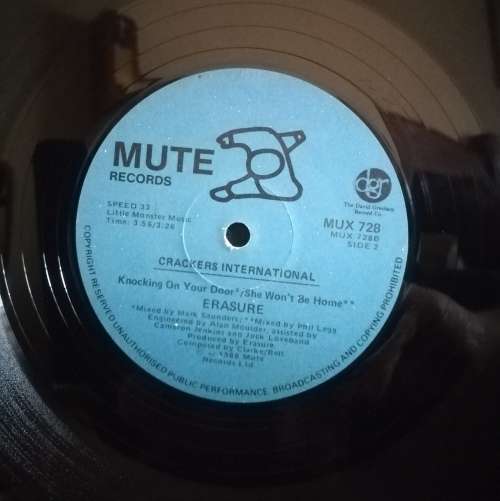 MUTE
RECORDS
dgr
The David Gresham
Record Co.
SPEED 33
Little Monster Music
Time: 3.56/3:26
MUX 728
MUX 728B
SIDE 2
CRACKERS INTERNATIONAL
Knocking On Your Door*/She Won't Be Home**
ERASURE
*Mixed by Mark Saunders; **Mixed by Phil Legg
Engineered by Alan Moulder, assisted by
Cameron Jenkins and Jack Loveband
Produced by Erasure
Composed by Clarke/Bell
1988 Mute
Records Ltd.
COPYRIGHT RESERVED UNAUTHORISED PUBLIC PERFORMANCE, BROADCASTING AND COPYING PROHIBITED